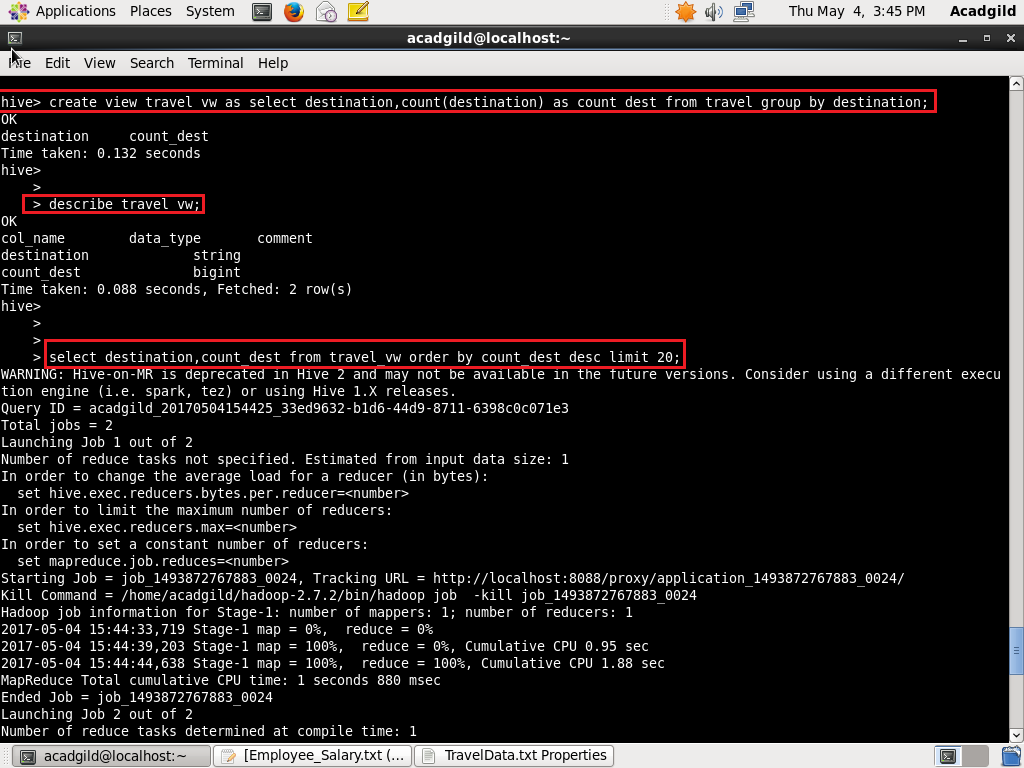 Applications Places System Thu May 4, 3:45 PM Acadgild
acadgild@localhost:~
File Edit View Search Terminal Help
hive> create view travel_vw as select destination,count(destination) as count_dest from travel group by destination;
OK
destination count_dest
Time taken: 0.132 seconds
hive>
>
> describe travel_vw;
OK
col_name data_type comment
destination string
count_dest bigint
Time taken: 0.088 seconds, Fetched: 2 row(s)
hive>
>
>
> select destination,count_dest from travel_vw order by count_dest desc limit 20;
WARNING: Hive-on-MR is deprecated in Hive 2 and may not be available in the future versions. Consider using a different execu
tion engine (i.e. spark, tez) or using Hive 1.X releases.
Query ID = acadgild_20170504154425_33ed9632-b1d6-44d9-8711-6398c0c071e3
Total jobs = 2
Launching Job 1 out of 2
Number of reduce tasks not specified. Estimated from input data size: 1
In order to change the average load for a reducer (in bytes):
set hive.exec.reducers.bytes.per.reducer=<number>
In order to limit the maximum number of reducers:
set hive.exec.reducers.max=<number>
In order to set a constant number of reducers:
set mapreduce.job.reduces=<number>
Starting Job = job_1493872767883_0024, Tracking URL = http://localhost:8088/proxy/application_1493872767883_0024/
Kill Command = /home/acadgild/hadoop-2.7.2/bin/hadoop job  -kill job_1493872767883_0024
Hadoop job information for Stage-1: number of mappers: 1; number of reducers: 1
2017-05-04 15:44:33,719 Stage-1 map = 0%,  reduce = 0%
2017-05-04 15:44:39,203 Stage-1 map = 100%,  reduce = 0%, Cumulative CPU 0.95 sec
2017-05-04 15:44:44,638 Stage-1 map = 100%,  reduce = 100%, Cumulative CPU 1.88 sec
MapReduce Total cumulative CPU time: 1 seconds 880 msec
Ended Job = job_1493872767883_0024
Launching Job 2 out of 2
Number of reduce tasks determined at compile time: 1
acadgild@localhost:~ [Employee_Salary.txt (... TravelData.txt Properties